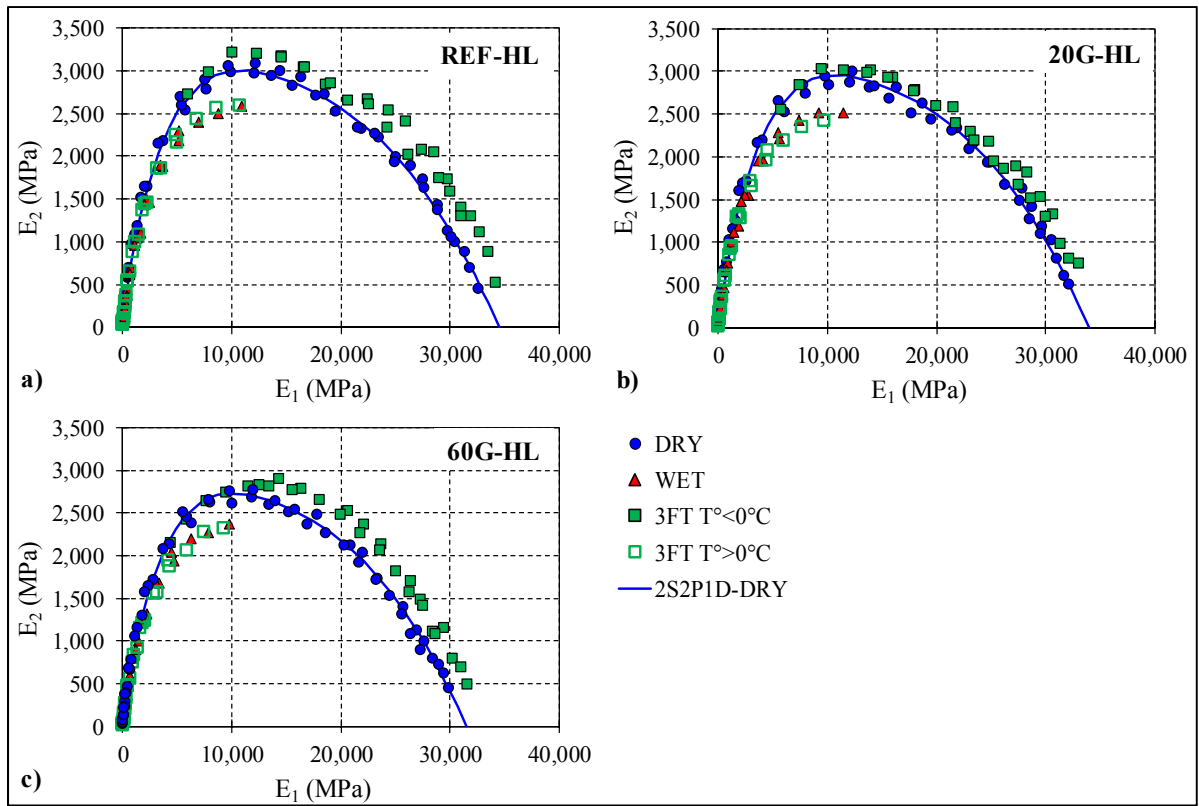 3,500
3,000
2,500
2,000
1,500
1,000
500
0
E2 (MPa)
REF-HL
0 10,000 20,000 30,000 40,000
E1 (MPa)
a)
3,500
3,000
2,500
2,000
1,500
1,000
500
0
E2 (MPa)
20G-HL
0 10,000 20,000 30,000 40,000
E1 (MPa)
b)
3,500
3,000
2,500
2,000
1,500
1,000
500
0
E2 (MPa)
60G-HL
0 10,000 20,000 30,000 40,000
E1 (MPa)
c)
DRY
WET
3FT T°<0°C
3FT T°>0°C
2S2P1D-DRY